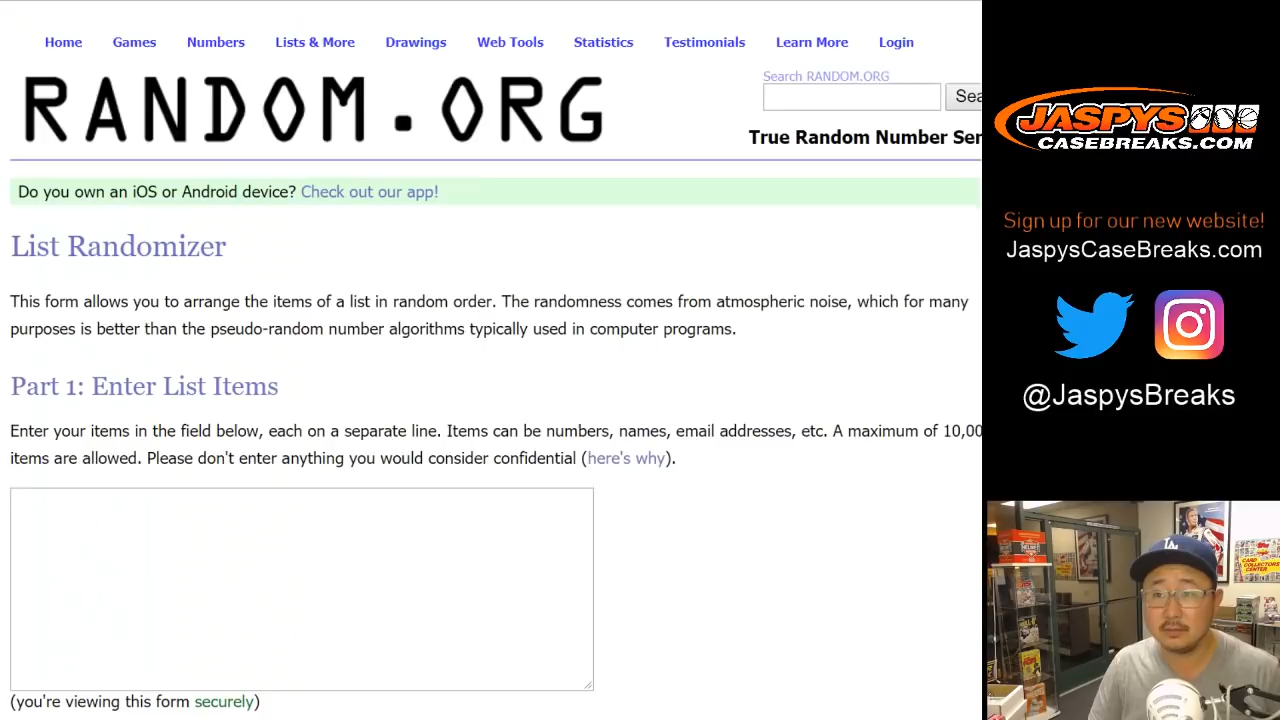 Home Games Numbers Lists & More Drawings Web Tools Statistics Testimonials Learn More Login
RANDOM.ORG
Search RANDOM.ORG
Sea
True Random Number Ser
Do you own an iOS or Android device? Check out our app!
List Randomizer
This form allows you to arrange the items of a list in random order. The randomness comes from atmospheric noise, which for many
purposes is better than the pseudo-random number algorithms typically used in computer programs.
Part 1: Enter List Items
Enter your items in the field below, each on a separate line. Items can be numbers, names, email addresses, etc. A maximum of 10,00
items are allowed. Please don't enter anything you would consider confidential (here's why).
(you're viewing this form securely)
JASPYS
CASEBREAKS.COM
Sign up for our new website!
JaspysCaseBreaks.com
@JaspysBreaks
LA
CARD
COLLECTORS
CENTER